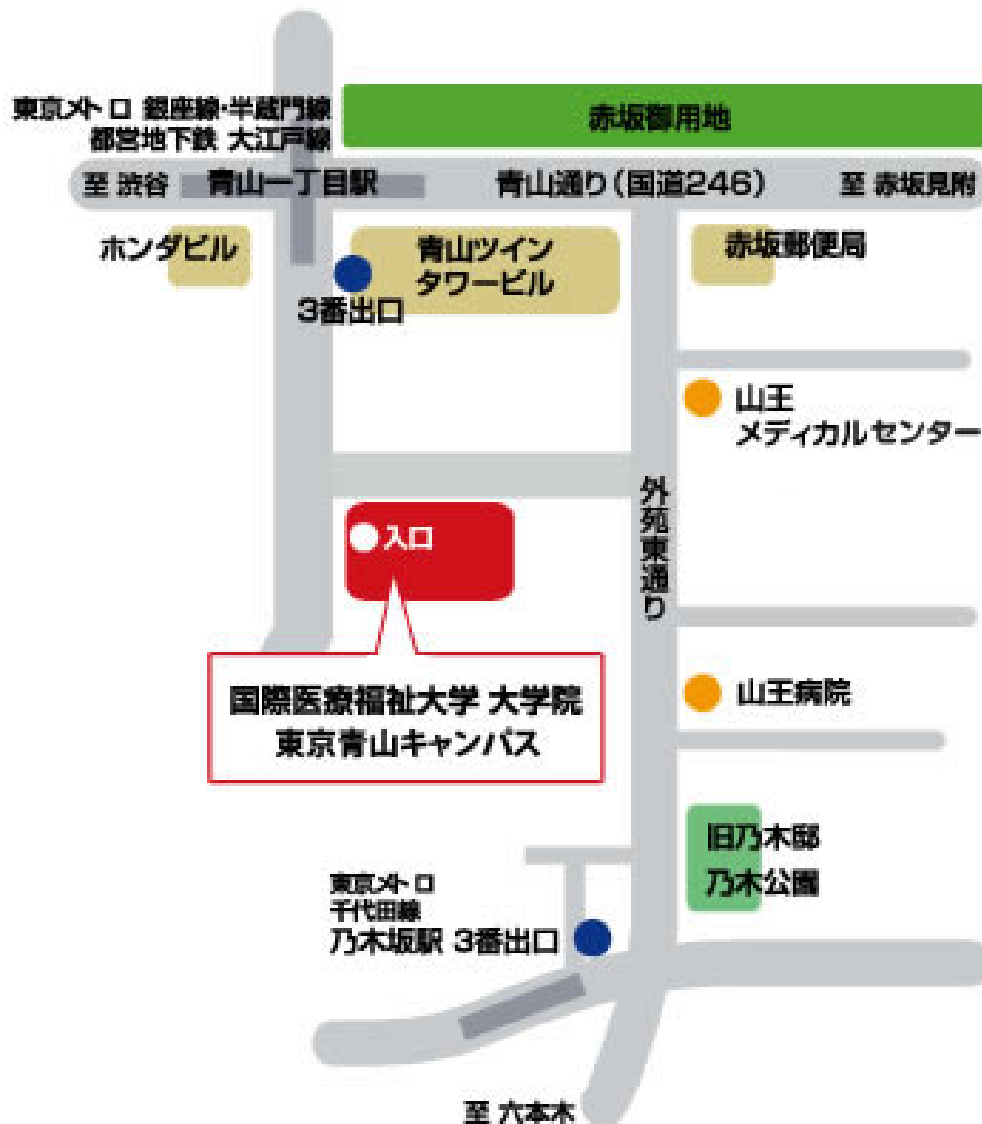 東京メトロ 銀座線・半蔵門線
都営地下鉄 大江戸線
赤坂御用地
至 渋谷
青山一丁目駅
青山通り（国道246）
至 赤坂見附
ホンダビル
青山ツイン
タワービル
赤坂郵便局
3番出口
山王
メディカルセンター
外苑東通り
入口
国際医療福祉大学 大学院
東京青山キャンパス
山王病院
旧乃木邸
乃木公園
東京メトロ
千代田線
乃木坂駅 3番出口
至 六本木